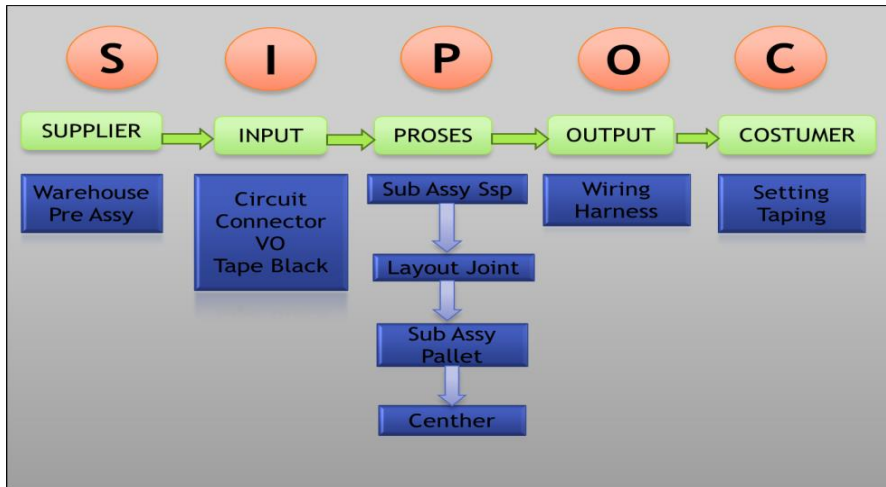 S I P O C
SUPPLIER INPUT PROSES OUTPUT COSTUMER
Warehouse
Pre Assy
Circuit
Connector
VO
Tape Black
Sub Assy Ssp
Layout Joint
Sub Assy
Pallet
Centher
Wiring
Harness
Setting
Taping